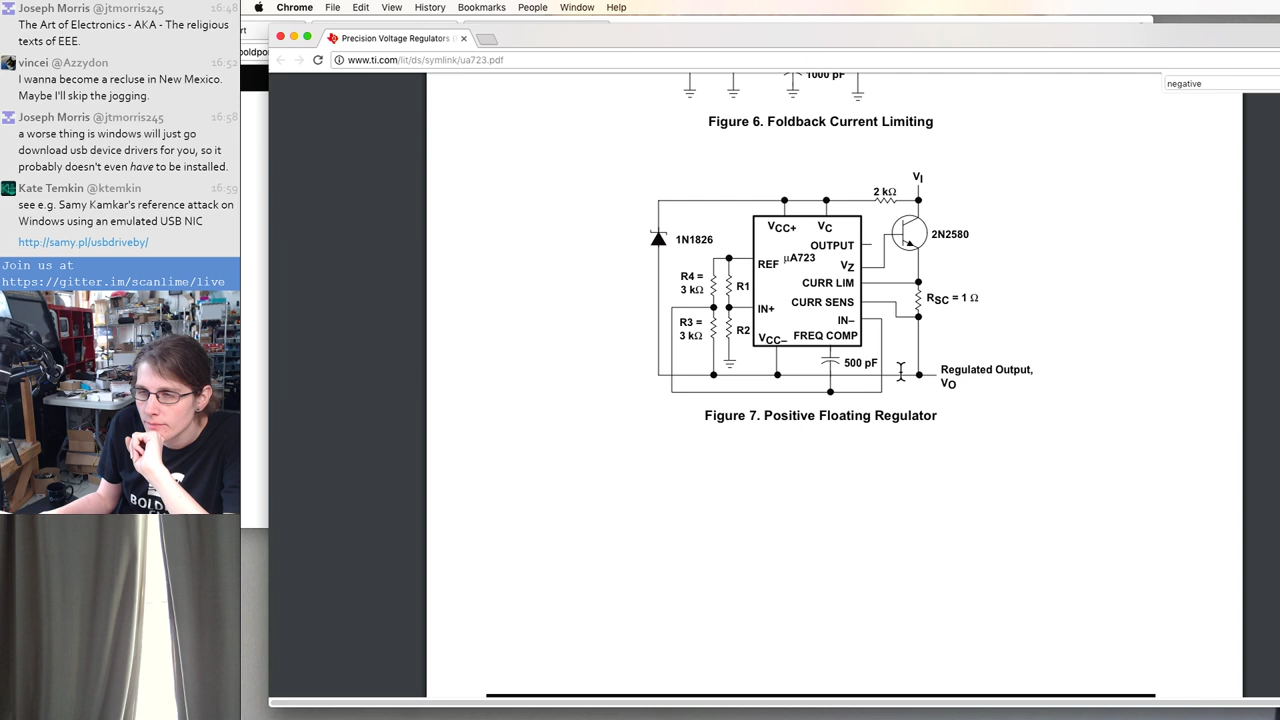 Joseph Morris @jtmorris245 16:48
The Art of Electronics - AKA - The religious
texts of EEE.
vincei @Azzydon 16:52
I wanna become a recluse in New Mexico.
Maybe I'll skip the jogging.
Joseph Morris @jtmorris245 16:58
a worse thing is windows will just go
download usb device drivers for you, so it
probably doesn't even have to be installed.
Kate Temkin @ktemkin 16:59
see e.g. Samy Kamkar's reference attack on
Windows using an emulated USB NIC
http://samy.pl/usbdriveby/
Join us at
https://gitter.im/scanlime/live
BOLD
Chrome File Edit View History Bookmarks People Window Help
Precision Voltage Regulators
www.ti.com/lit/ds/symlink/ua723.pdf
negative
1000 pF
Figure 6. Foldback Current Limiting
VI
2 kΩ
VCC+ VC
1N1826
OUTPUT
2N2580
REF
μA723
VZ
R4 =
3 kΩ
R1
CURR LIM
RSC = 1 Ω
CURR SENS
IN+
IN–
R3 =
3 kΩ
R2
FREQ COMP
VCC–
500 pF
Regulated Output,
VO
Figure 7. Positive Floating Regulator